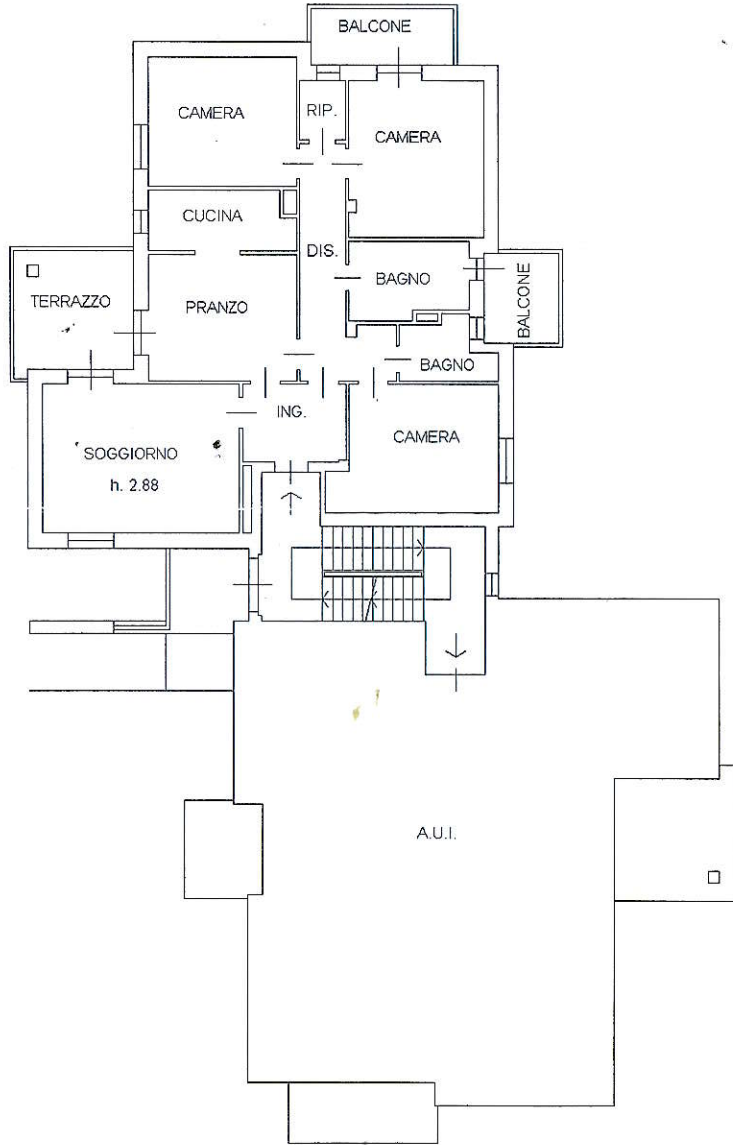 BALCONE
CAMERA
RIP.
CAMERA
CUCINA
DIS.
BAGNO
BALCONE
TERRAZZO
PRANZO
BAGNO
ING.
CAMERA
SOGGIORNO
h. 2.88
A.U.I.